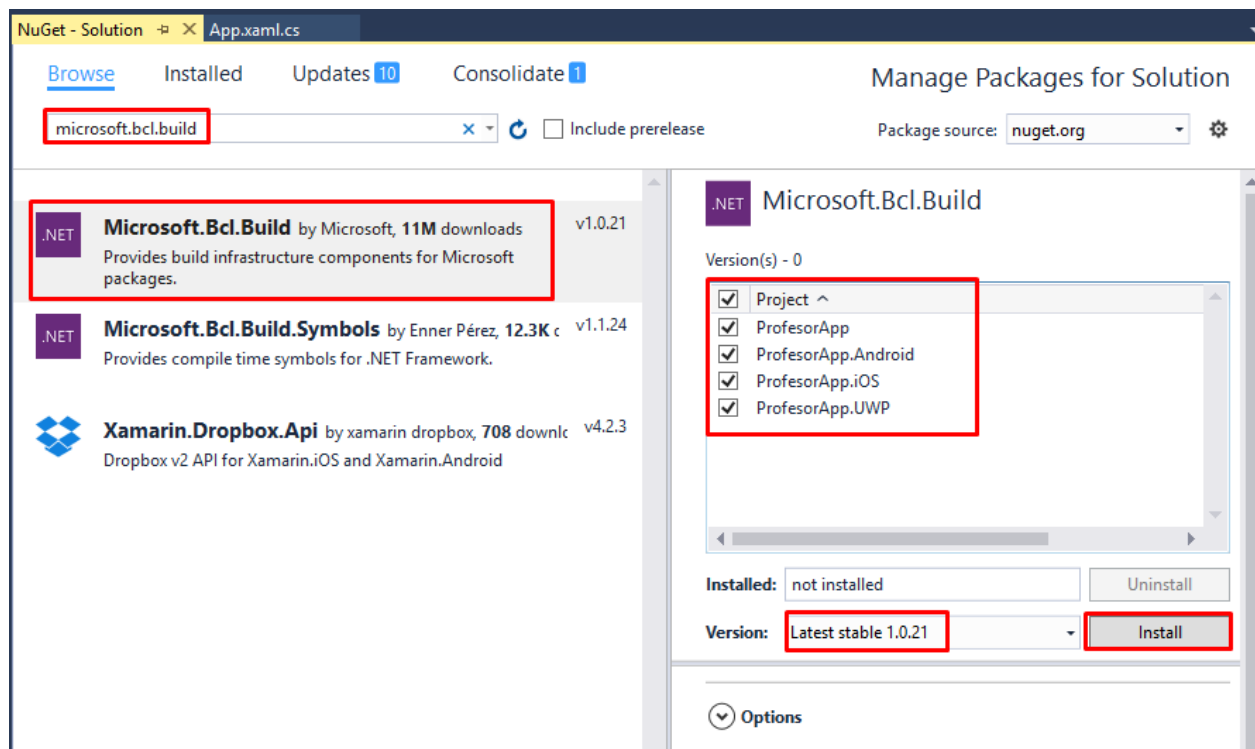 NuGet - Solution App.xaml.cs
Browse Installed Updates 10 Consolidate 1 Manage Packages for Solution
microsoft.bcl.build Include prerelease Package source: nuget.org
.NET Microsoft.Bcl.Build by Microsoft, 11M downloads v1.0.21
Provides build infrastructure components for Microsoft
packages.
.NET Microsoft.Bcl.Build.Symbols by Enner Pérez, 12.3K v1.1.24
Provides compile time symbols for .NET Framework.
Xamarin.Dropbox.Api by xamarin dropbox, 708 v4.2.3
Dropbox v2 API for Xamarin.iOS and Xamarin.Android
.NET Microsoft.Bcl.Build
Version(s) - 0
Project
ProfesorApp
ProfesorApp.Android
ProfesorApp.iOS
ProfesorApp.UWP
Installed: not installed Uninstall
Version: Latest stable 1.0.21 Install
Options